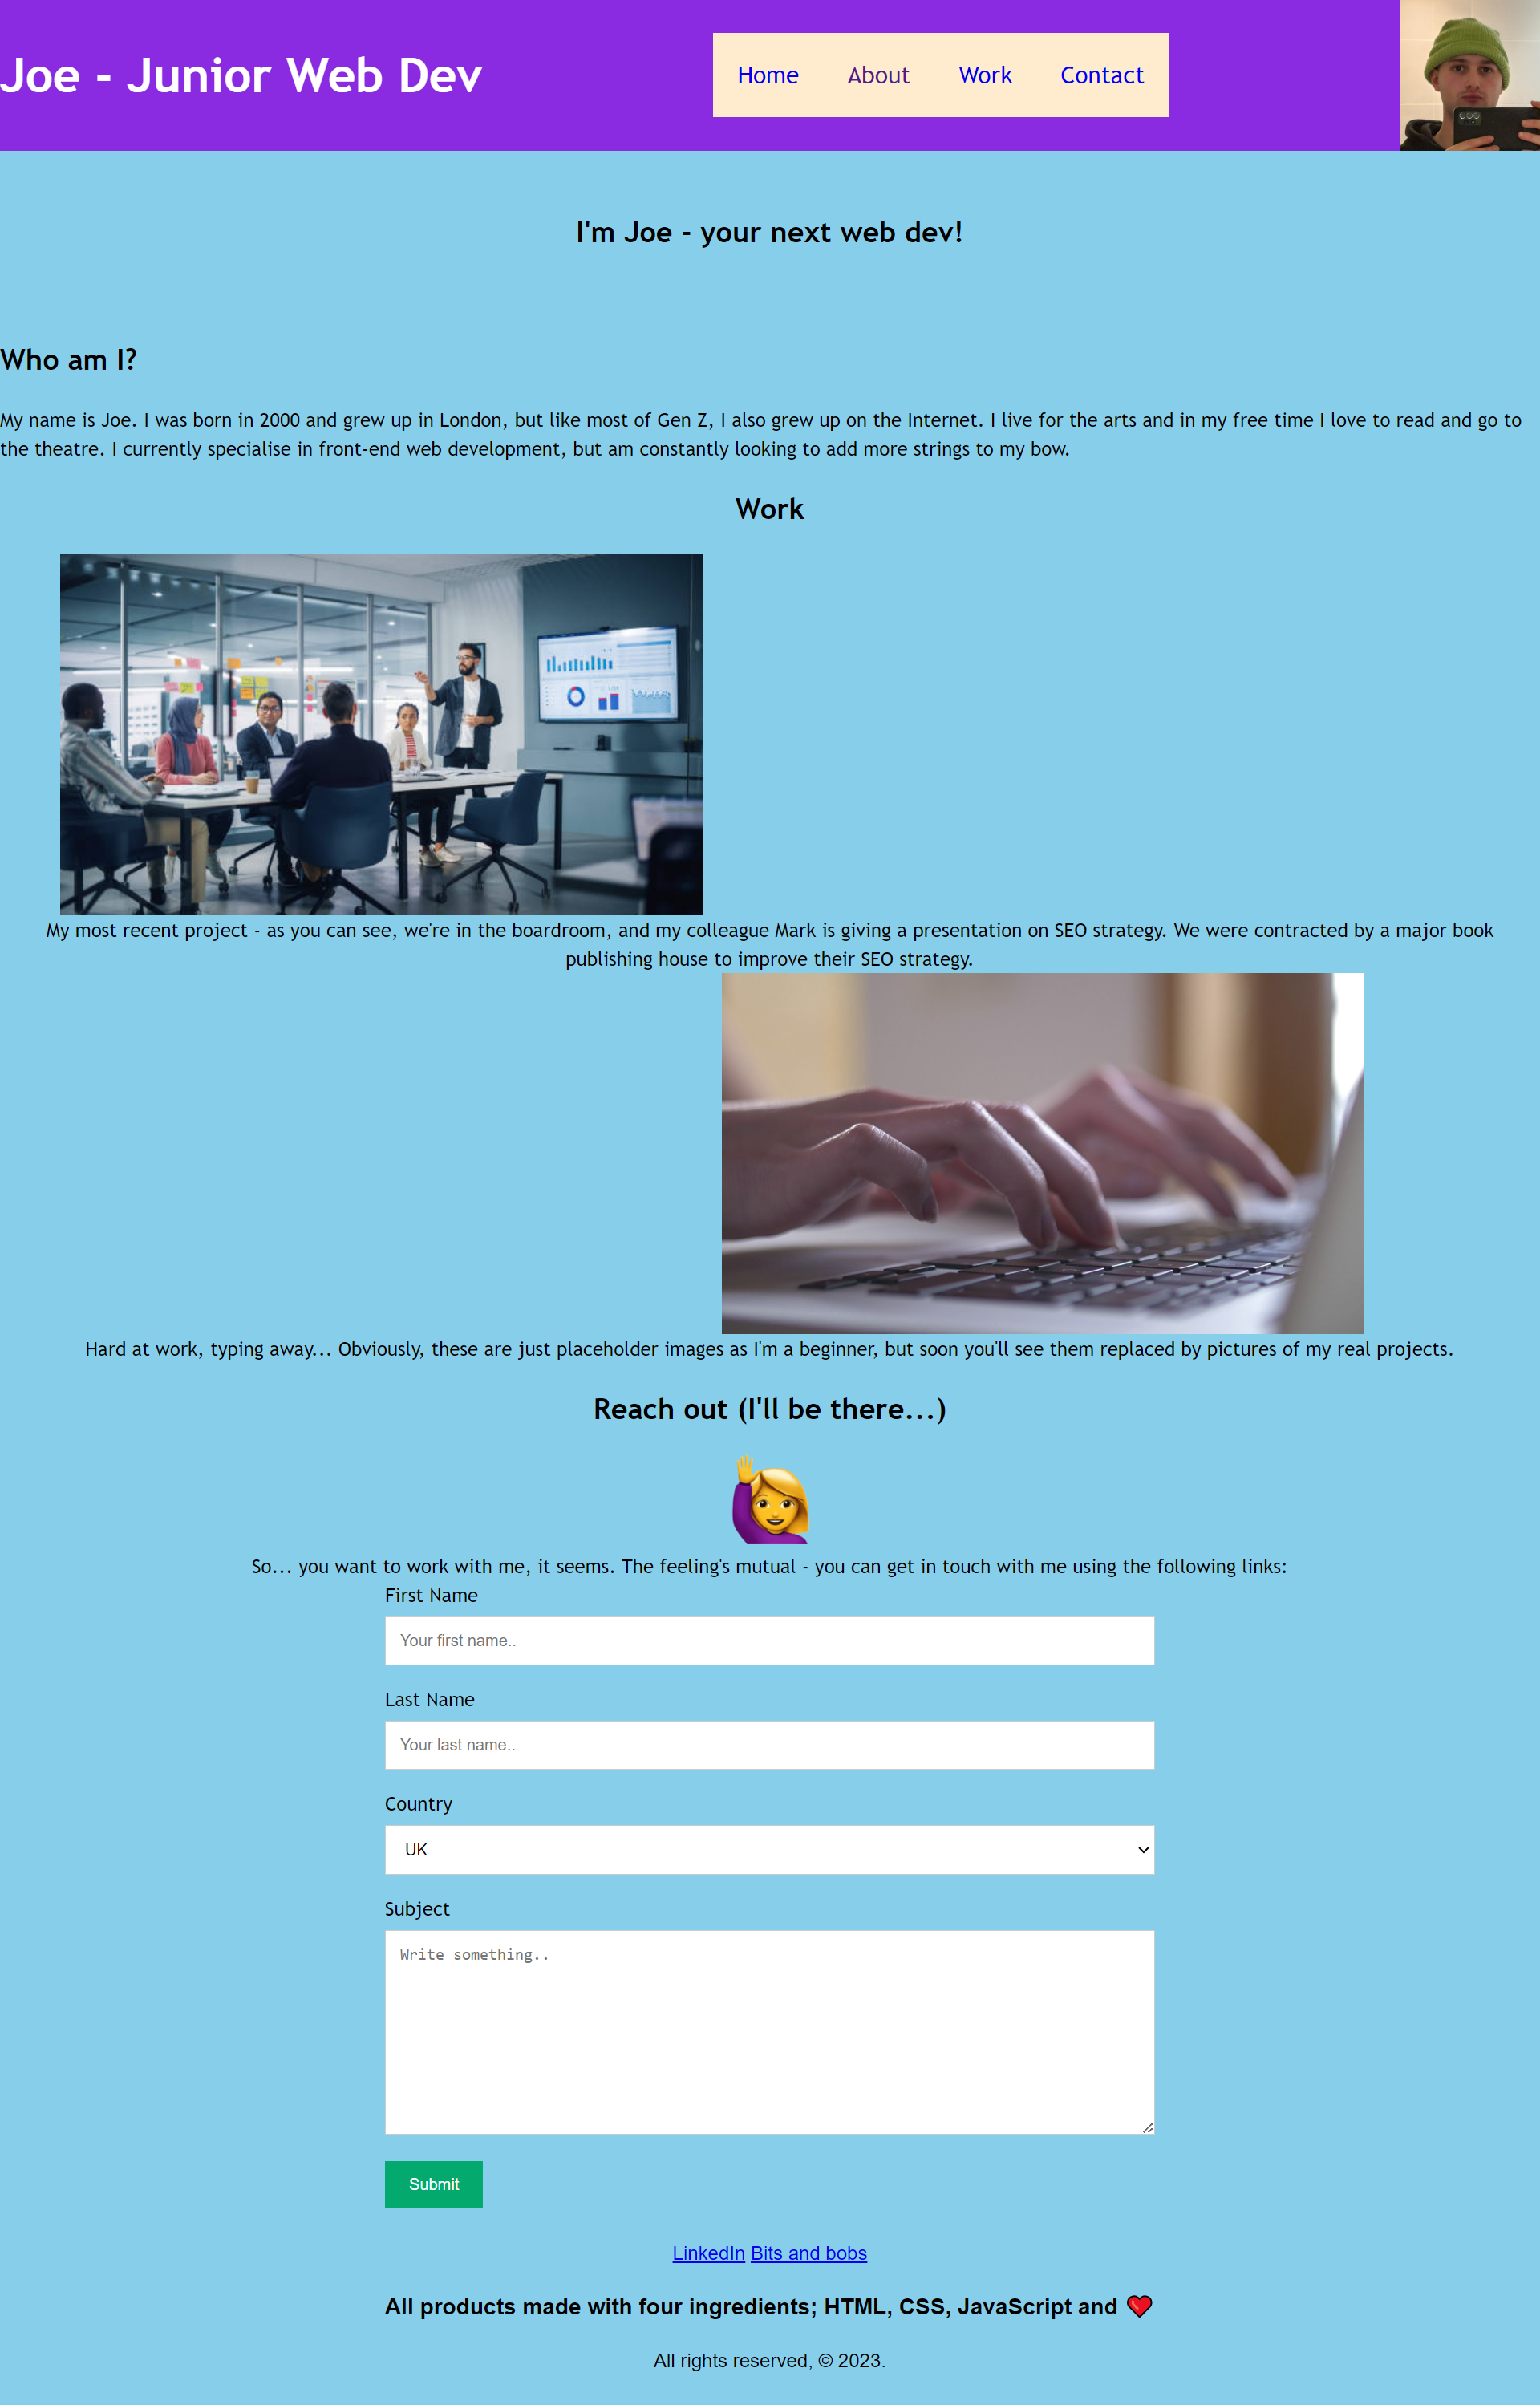 Joe - Junior Web Dev
Home About Work Contact
I'm Joe - your next web dev!
Who am I?
My name is Joe. I was born in 2000 and grew up in London, but like most of Gen Z, I also grew up on the Internet. I live for the arts and in my free time I love to read and go to
the theatre. I currently specialise in front-end web development, but am constantly looking to add more strings to my bow.
Work
My most recent project - as you can see, we're in the boardroom, and my colleague Mark is giving a presentation on SEO strategy. We were contracted by a major book
publishing house to improve their SEO strategy.
Hard at work, typing away... Obviously, these are just placeholder images as I'm a beginner, but soon you'll see them replaced by pictures of my real projects.
Reach out (I'll be there...)
So... you want to work with me, it seems. The feeling's mutual - you can get in touch with me using the following links:
First Name
Your first name..
Last Name
Your last name..
Country
UK
Subject
Write something..
Submit
LinkedIn Bits and bobs
All products made with four ingredients; HTML, CSS, JavaScript and ❤️
All rights reserved, © 2023.